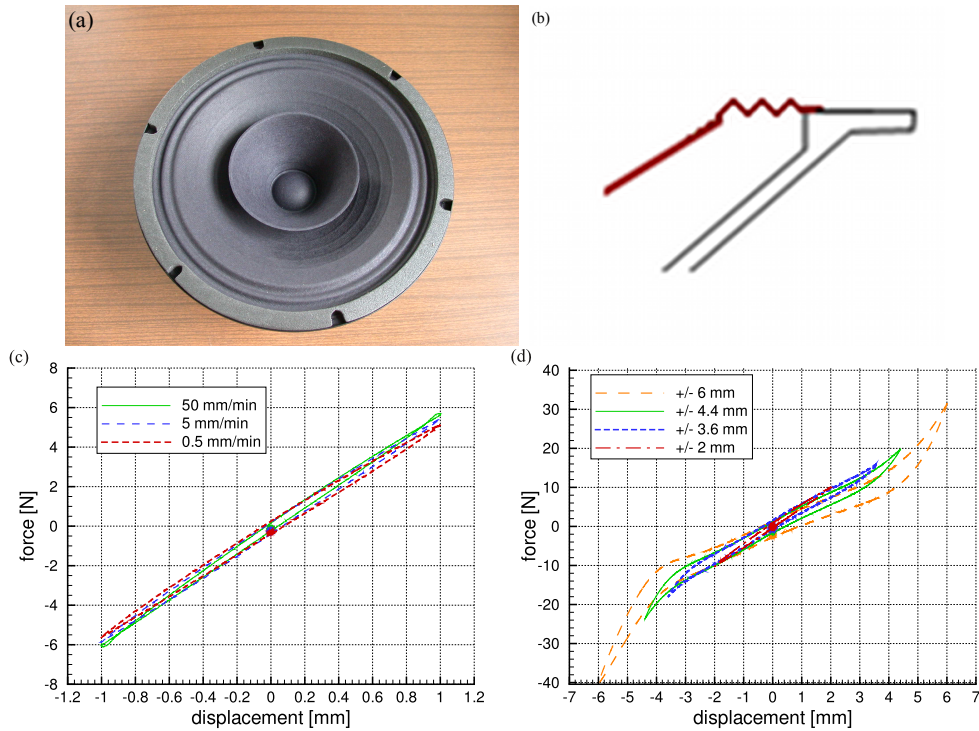 (a)
(b)
(c)
8
6
4
2
0
-2
-4
-6
-8
force [N]
50 mm/min
5 mm/min
0.5 mm/min
-1.2 -1 -0.8 -0.6 -0.4 -0.2 0 0.2 0.4 0.6 0.8 1 1.2
displacement [mm]
(d)
40
30
20
10
0
-10
-20
-30
-40
force [N]
+/- 6 mm
+/- 4.4 mm
+/- 3.6 mm
+/- 2 mm
-7 -6 -5 -4 -3 -2 -1 0 1 2 3 4 5 6 7
displacement [mm]